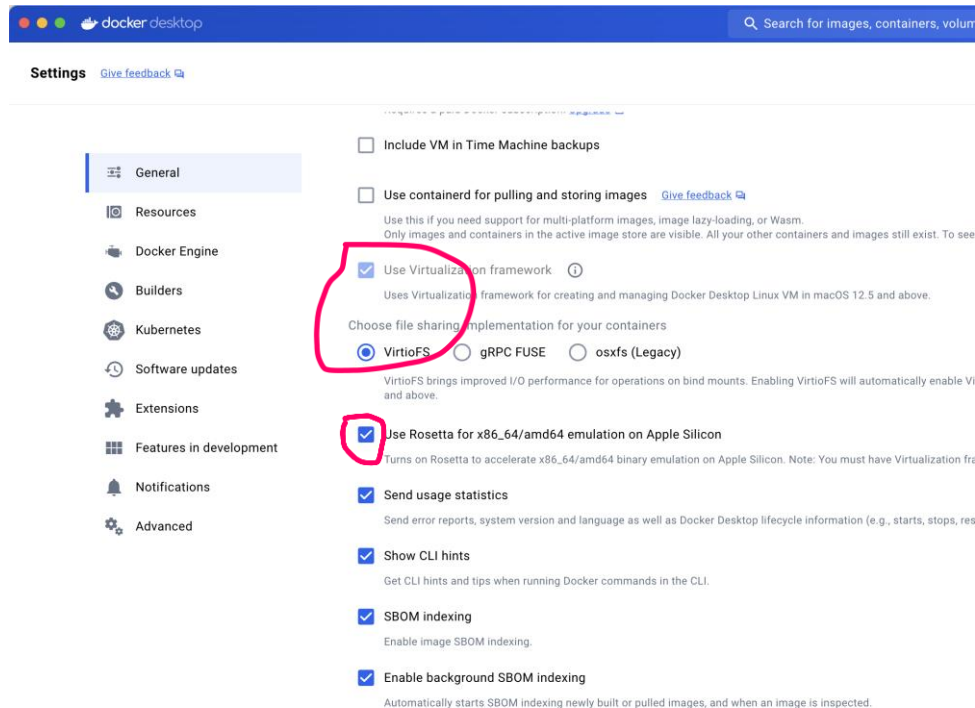 docker desktop
Search for images, containers, volum
Settings Give feedback
Include VM in Time Machine backups
General
Use containerd for pulling and storing images Give feedback
Use this if you need support for multi-platform images, image lazy-loading, or Wasm.
Only images and containers in the active image store are visible. All your other containers and images still exist. To see
Resources
Docker Engine
Use Virtualization framework
Builders
Uses Virtualization framework for creating and managing Docker Desktop Linux VM in macOS 12.5 and above.
Kubernetes
Choose file sharing implementation for your containers
VirtioFS gRPC FUSE osxfs (Legacy)
Software updates
VirtioFS brings improved I/O performance for operations on bind mounts. Enabling VirtioFS will automatically enable Vi
and above.
Extensions
Use Rosetta for x86_64/amd64 emulation on Apple Silicon
Features in development
Turns on Rosetta to accelerate x86_64/amd64 binary emulation on Apple Silicon. Note: You must have Virtualization fra
Notifications
Send usage statistics
Send error reports, system version and language as well as Docker Desktop lifecycle information (e.g., starts, stops, res
Advanced
Show CLI hints
Get CLI hints and tips when running Docker commands in the CLI.
SBOM indexing
Enable image SBOM indexing.
Enable background SBOM indexing
Automatically starts SBOM indexing newly built or pulled images, and when an image is inspected.